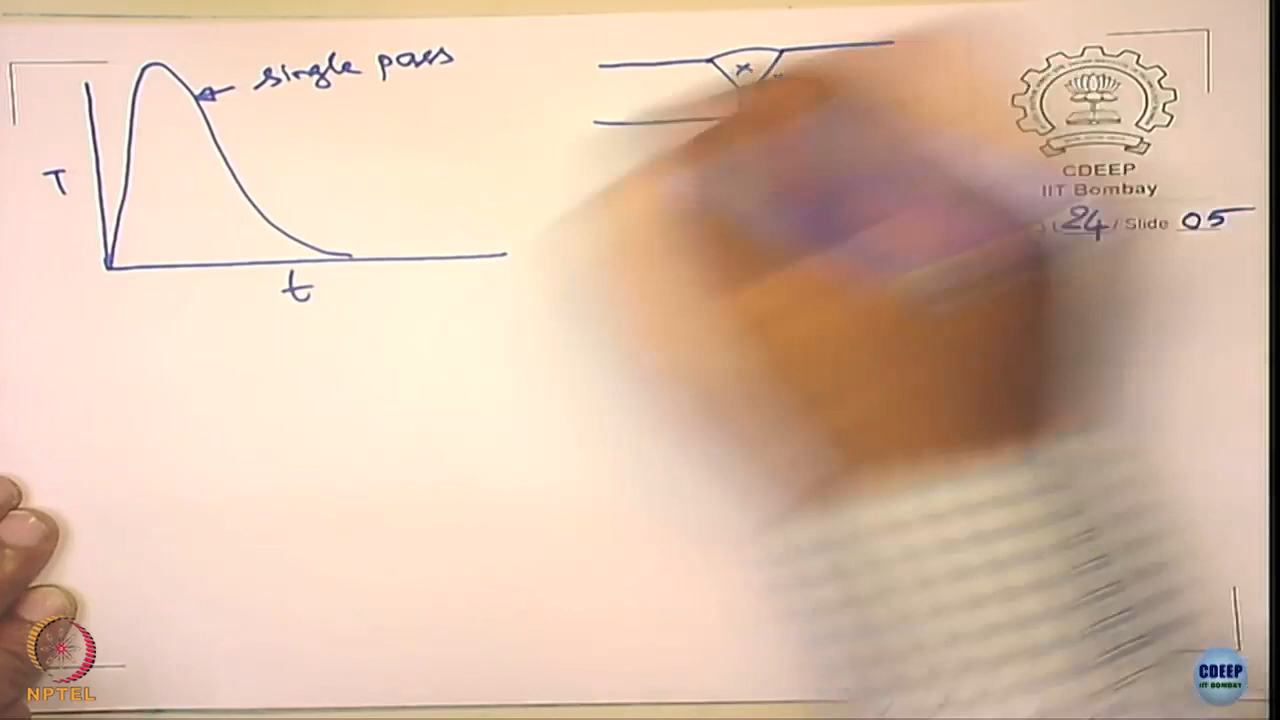 single pass
T
t
x
CDEEP
IIT Bombay
24 / Slide 05
NPTEL
CDEEP
IIT BOMBAY